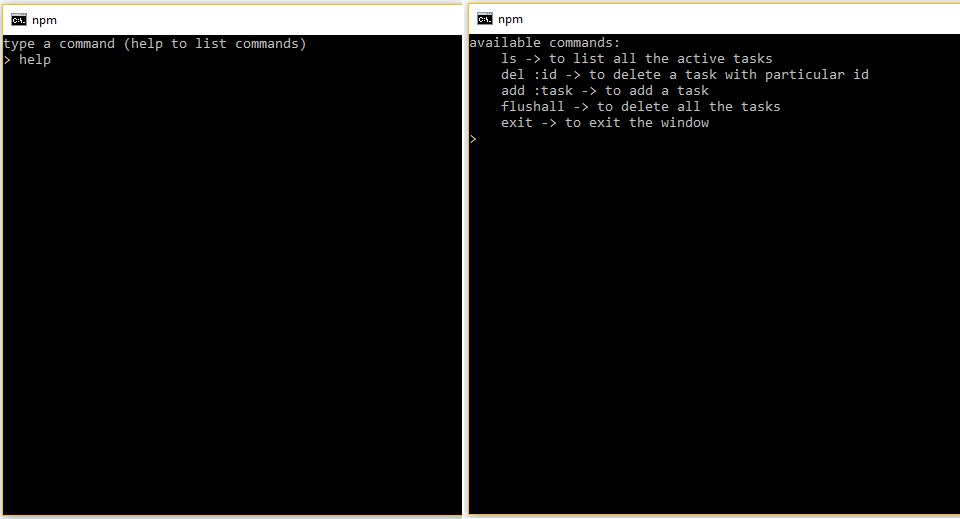 npm
type a command (help to list commands)
> help
npm
available commands:
    ls -> to list all the active tasks
    del :id -> to delete a task with particular id
    add :task -> to add a task
    flushall -> to delete all the tasks
    exit -> to exit the window
>